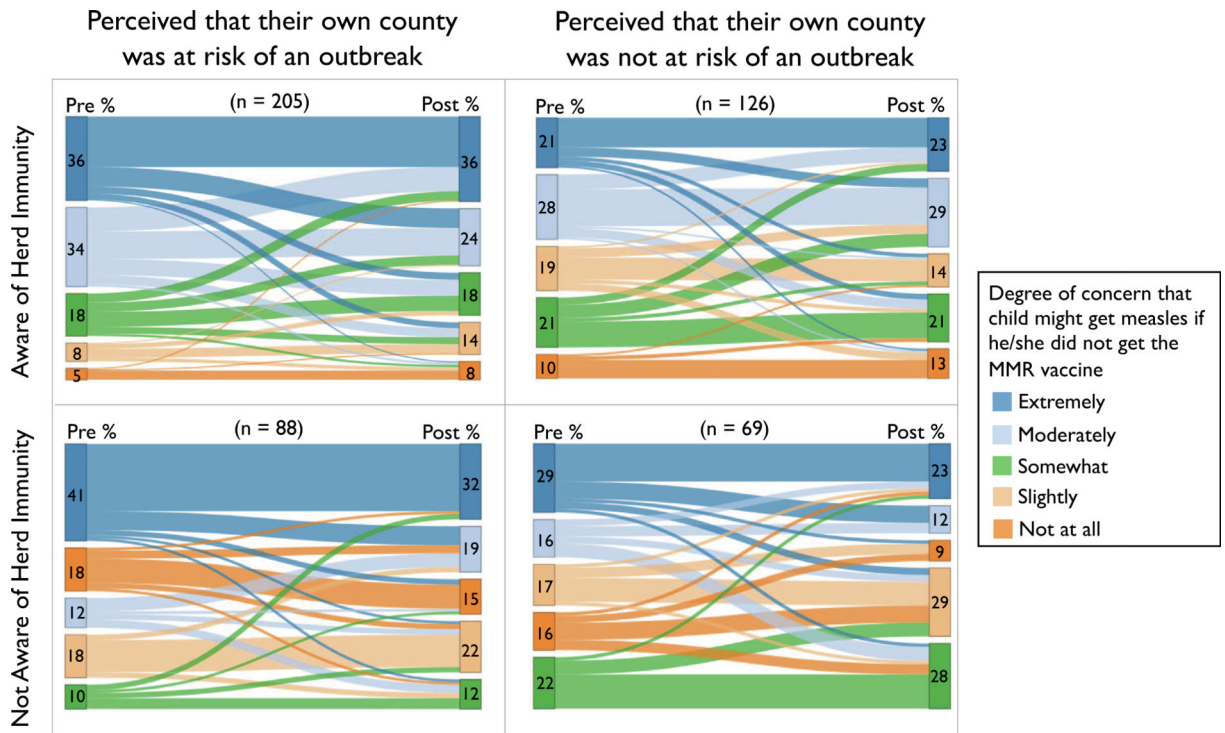 Perceived that their own county
was at risk of an outbreak
Perceived that their own county
was not at risk of an outbreak
Aware of Herd Immunity
Pre %
(n = 205)
Post %
36
34
18
8
5
36
24
18
14
8
Pre %
(n = 126)
Post %
21
28
19
21
10
23
29
14
21
13
Not Aware of Herd Immunity
Pre %
(n = 88)
Post %
41
18
12
18
10
32
19
15
22
12
Pre %
(n = 69)
Post %
29
16
17
16
22
23
12
9
29
28
Degree of concern that
child might get measles if
he/she did not get the
MMR vaccine
Extremely
Moderately
Somewhat
Slightly
Not at all